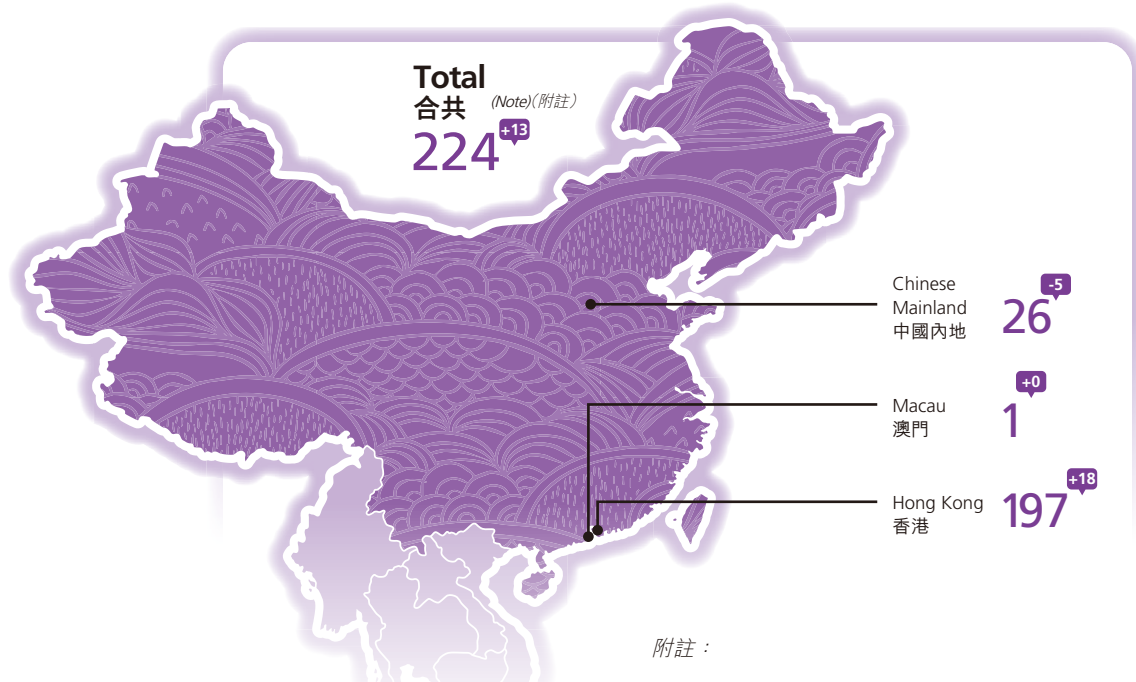 Total
合共 (Note)(附註)
224 +13
Chinese
Mainland
中國內地
26 -5
Macau
澳門
1 +0
Hong Kong
香港
197 +18
附註：